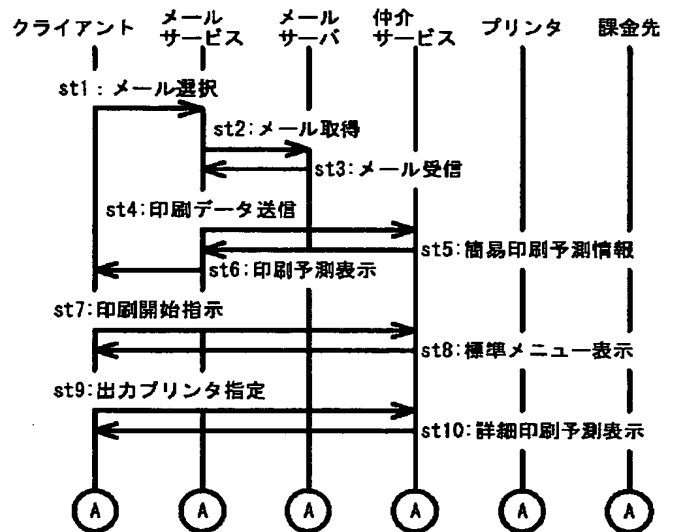 クライアント
メール
サービス
メール
サーバ
仲介
サービス
プリンタ
課金先
st1：メール選択
st2:メール取得
st3:メール受信
st4:印刷データ送信
st5:簡易印刷予測情報
st6:印刷予測表示
st7:印刷開始指示
st8:標準メニュー表示
st9:出力プリンタ指定
st10:詳細印刷予測表示
A A A A A A